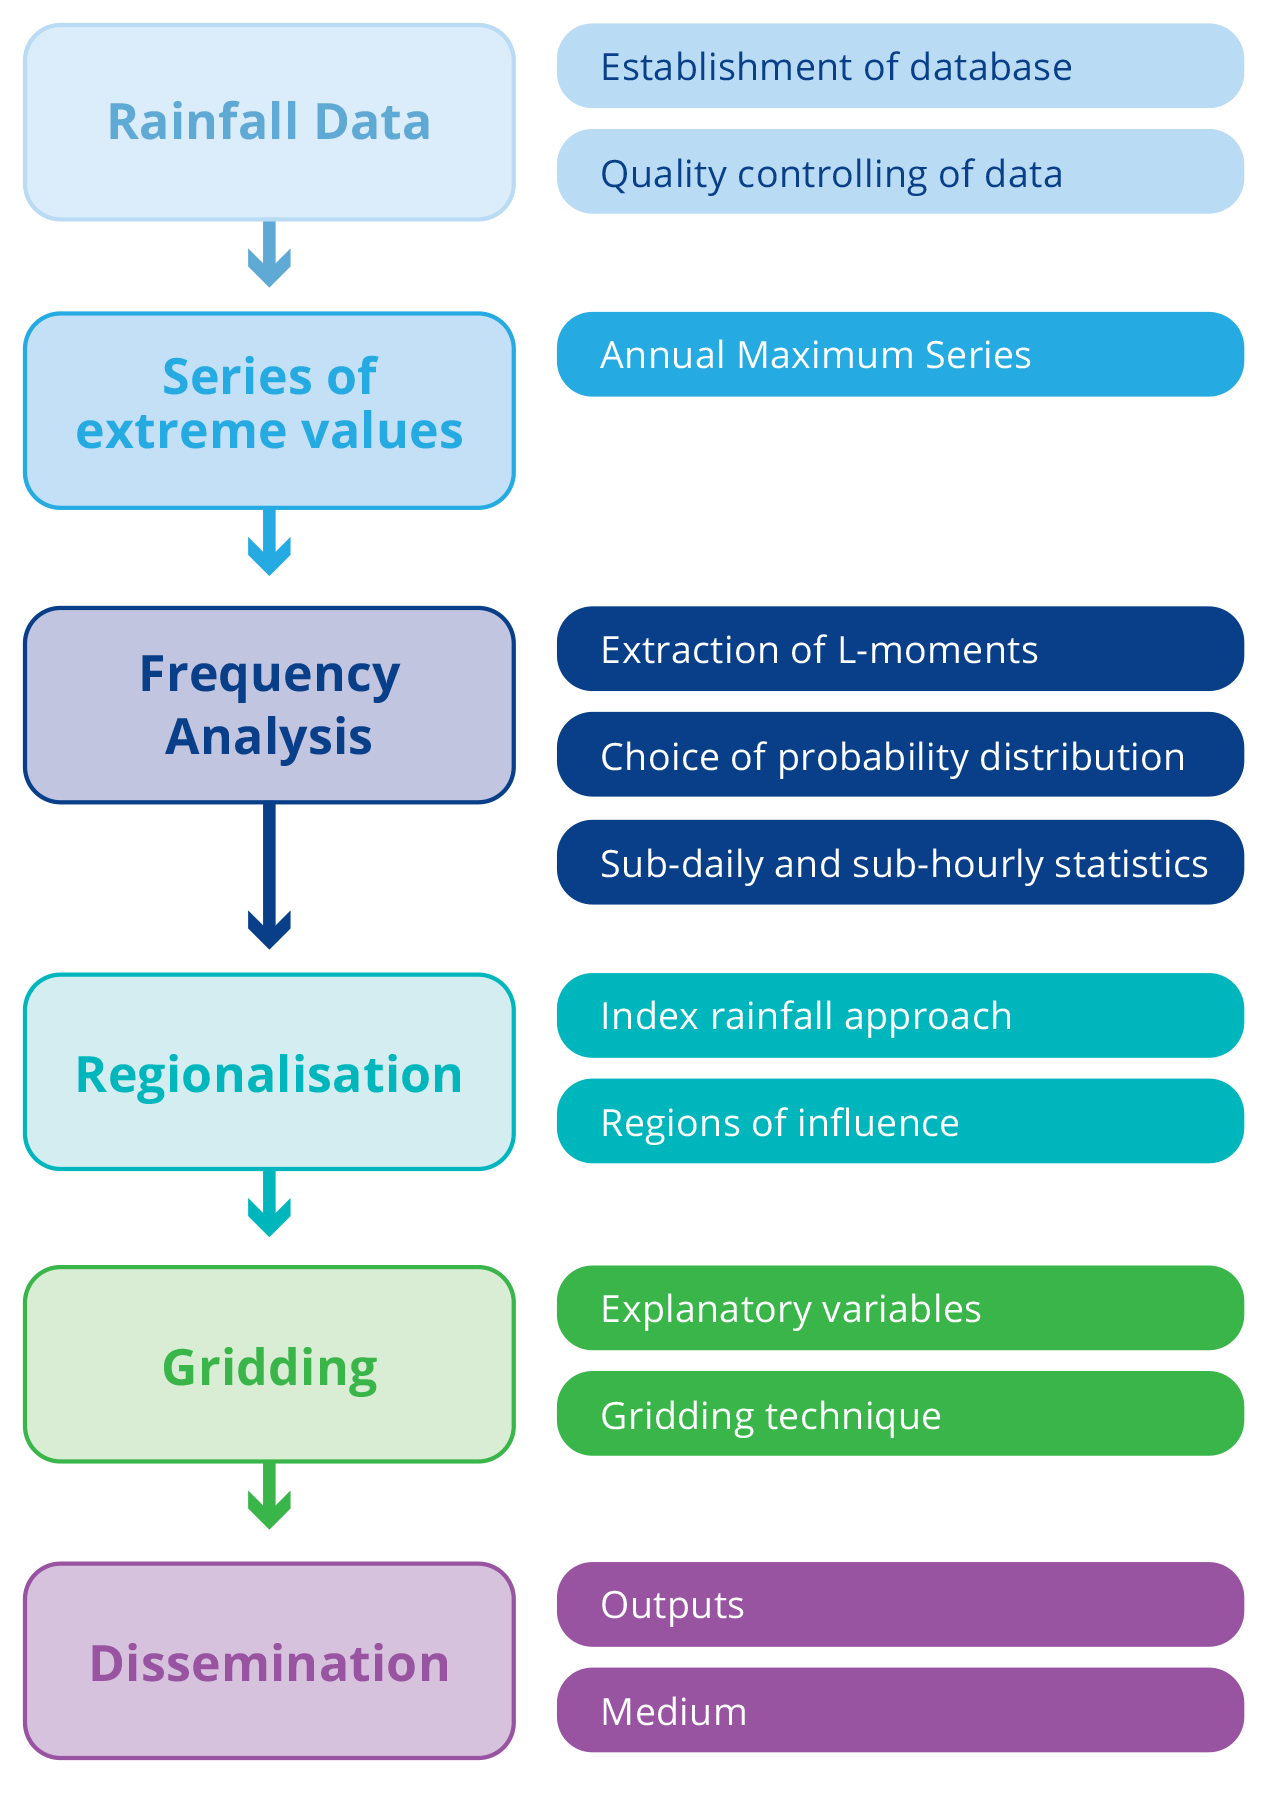 Rainfall Data
Establishment of database
Quality controlling of data
Series of
extreme values
Annual Maximum Series
Frequency
Analysis
Extraction of L-moments
Choice of probability distribution
Sub-daily and sub-hourly statistics
Regionalisation
Index rainfall approach
Regions of influence
Gridding
Explanatory variables
Gridding technique
Dissemination
Outputs
Medium